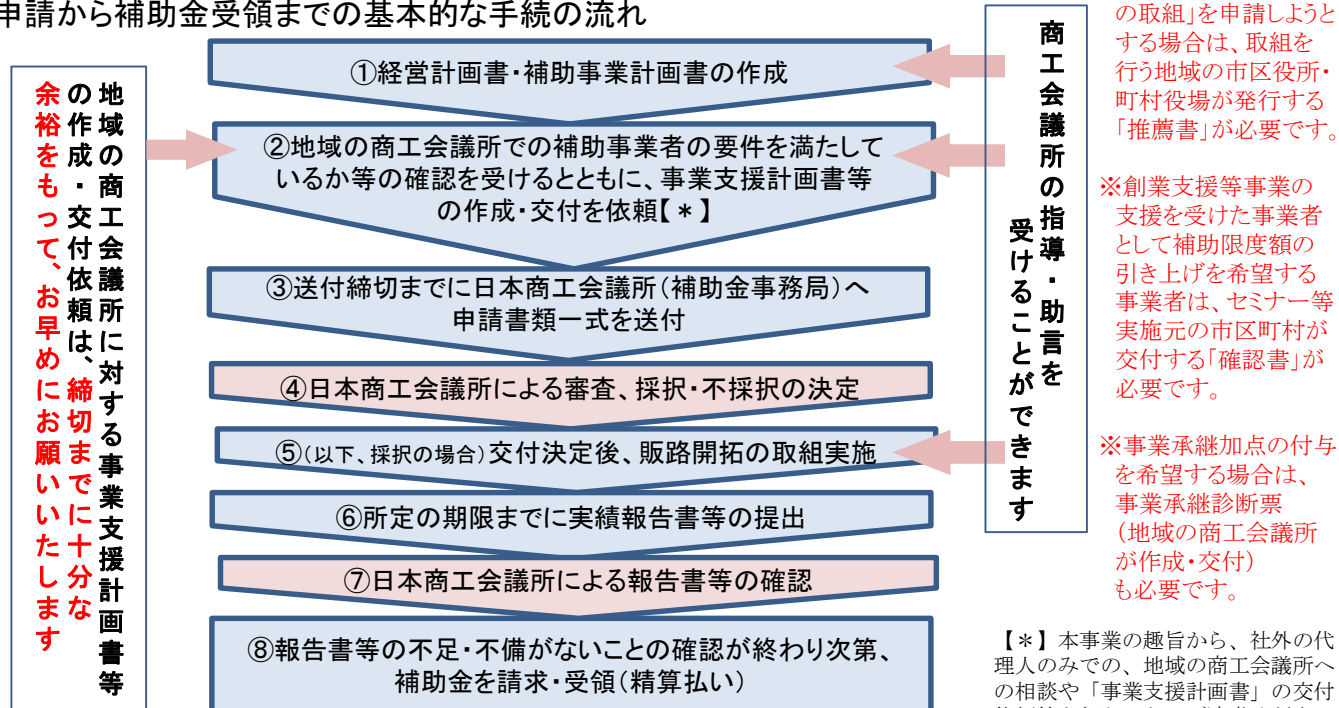 申請から補助金受領までの基本的な手続の流れ
地域の商工会議所に対する事業支援計画書等
の作成・交付依頼は、締切までに十分な
余裕をもって、お早めにお願いいたします
①経営計画書・補助事業計画書の作成
②地域の商工会議所での補助事業者の要件を満たして
いるか等の確認を受けるとともに、事業支援計画書等
の作成・交付を依頼【＊】
③送付締切までに日本商工会議所（補助金事務局）へ
申請書類一式を送付
④日本商工会議所による審査、採択・不採択の決定
⑤（以下、採択の場合）交付決定後、販路開拓の取組実施
⑥所定の期限までに実績報告書等の提出
⑦日本商工会議所による報告書等の確認
⑧報告書等の不足・不備がないことの確認が終わり次第、
補助金を請求・受領（精算払い）
商工会議所の指導・助言を
受けることができます
の取組」を申請しようと
する場合は、取組を
行う地域の市区役所・
町村役場が発行する
「推薦書」が必要です。
※創業支援等事業の
支援を受けた事業者
として補助限度額の
引き上げを希望する
事業者は、セミナー等
実施元の市区町村が
交付する「確認書」が
必要です。
※事業承継加点の付与
を希望する場合は、
事業承継診断票
（地域の商工会議所
が作成・交付）
も必要です。
【＊】本事業の趣旨から、社外の代
理人のみでの、地域の商工会議所へ
の相談や「事業支援計画書」の交付